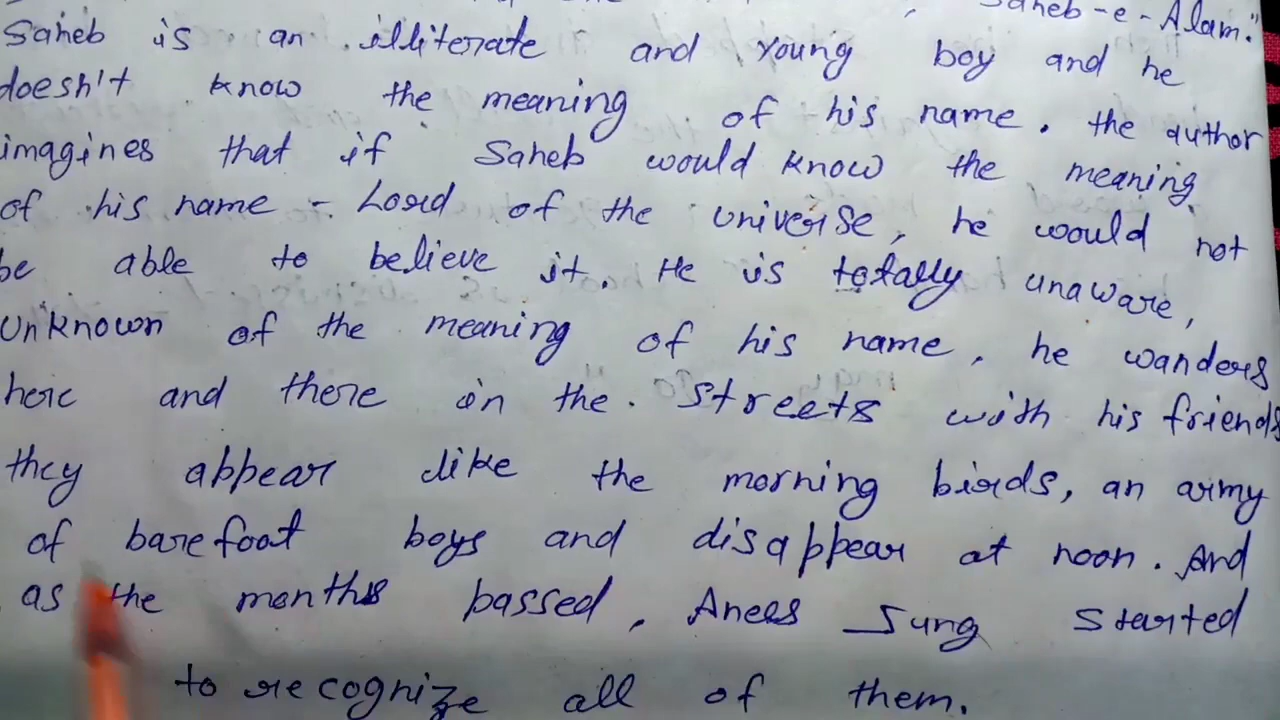 "Saheb-e-Alam."
Saheb is an illiterate and young boy and he
doesn't know the meaning of his name. the author
imagines that if Saheb would know the meaning
of his name - Lord of the universe, he would not
be able to believe it. He is totally unaware,
unknown of the meaning of his name. he wanders
here and there in the streets with his friends
they appear like the morning birds, an army
of barefoot boys and disappear at noon. And
as the months passed, Anees Jung started
to recognize all of them.